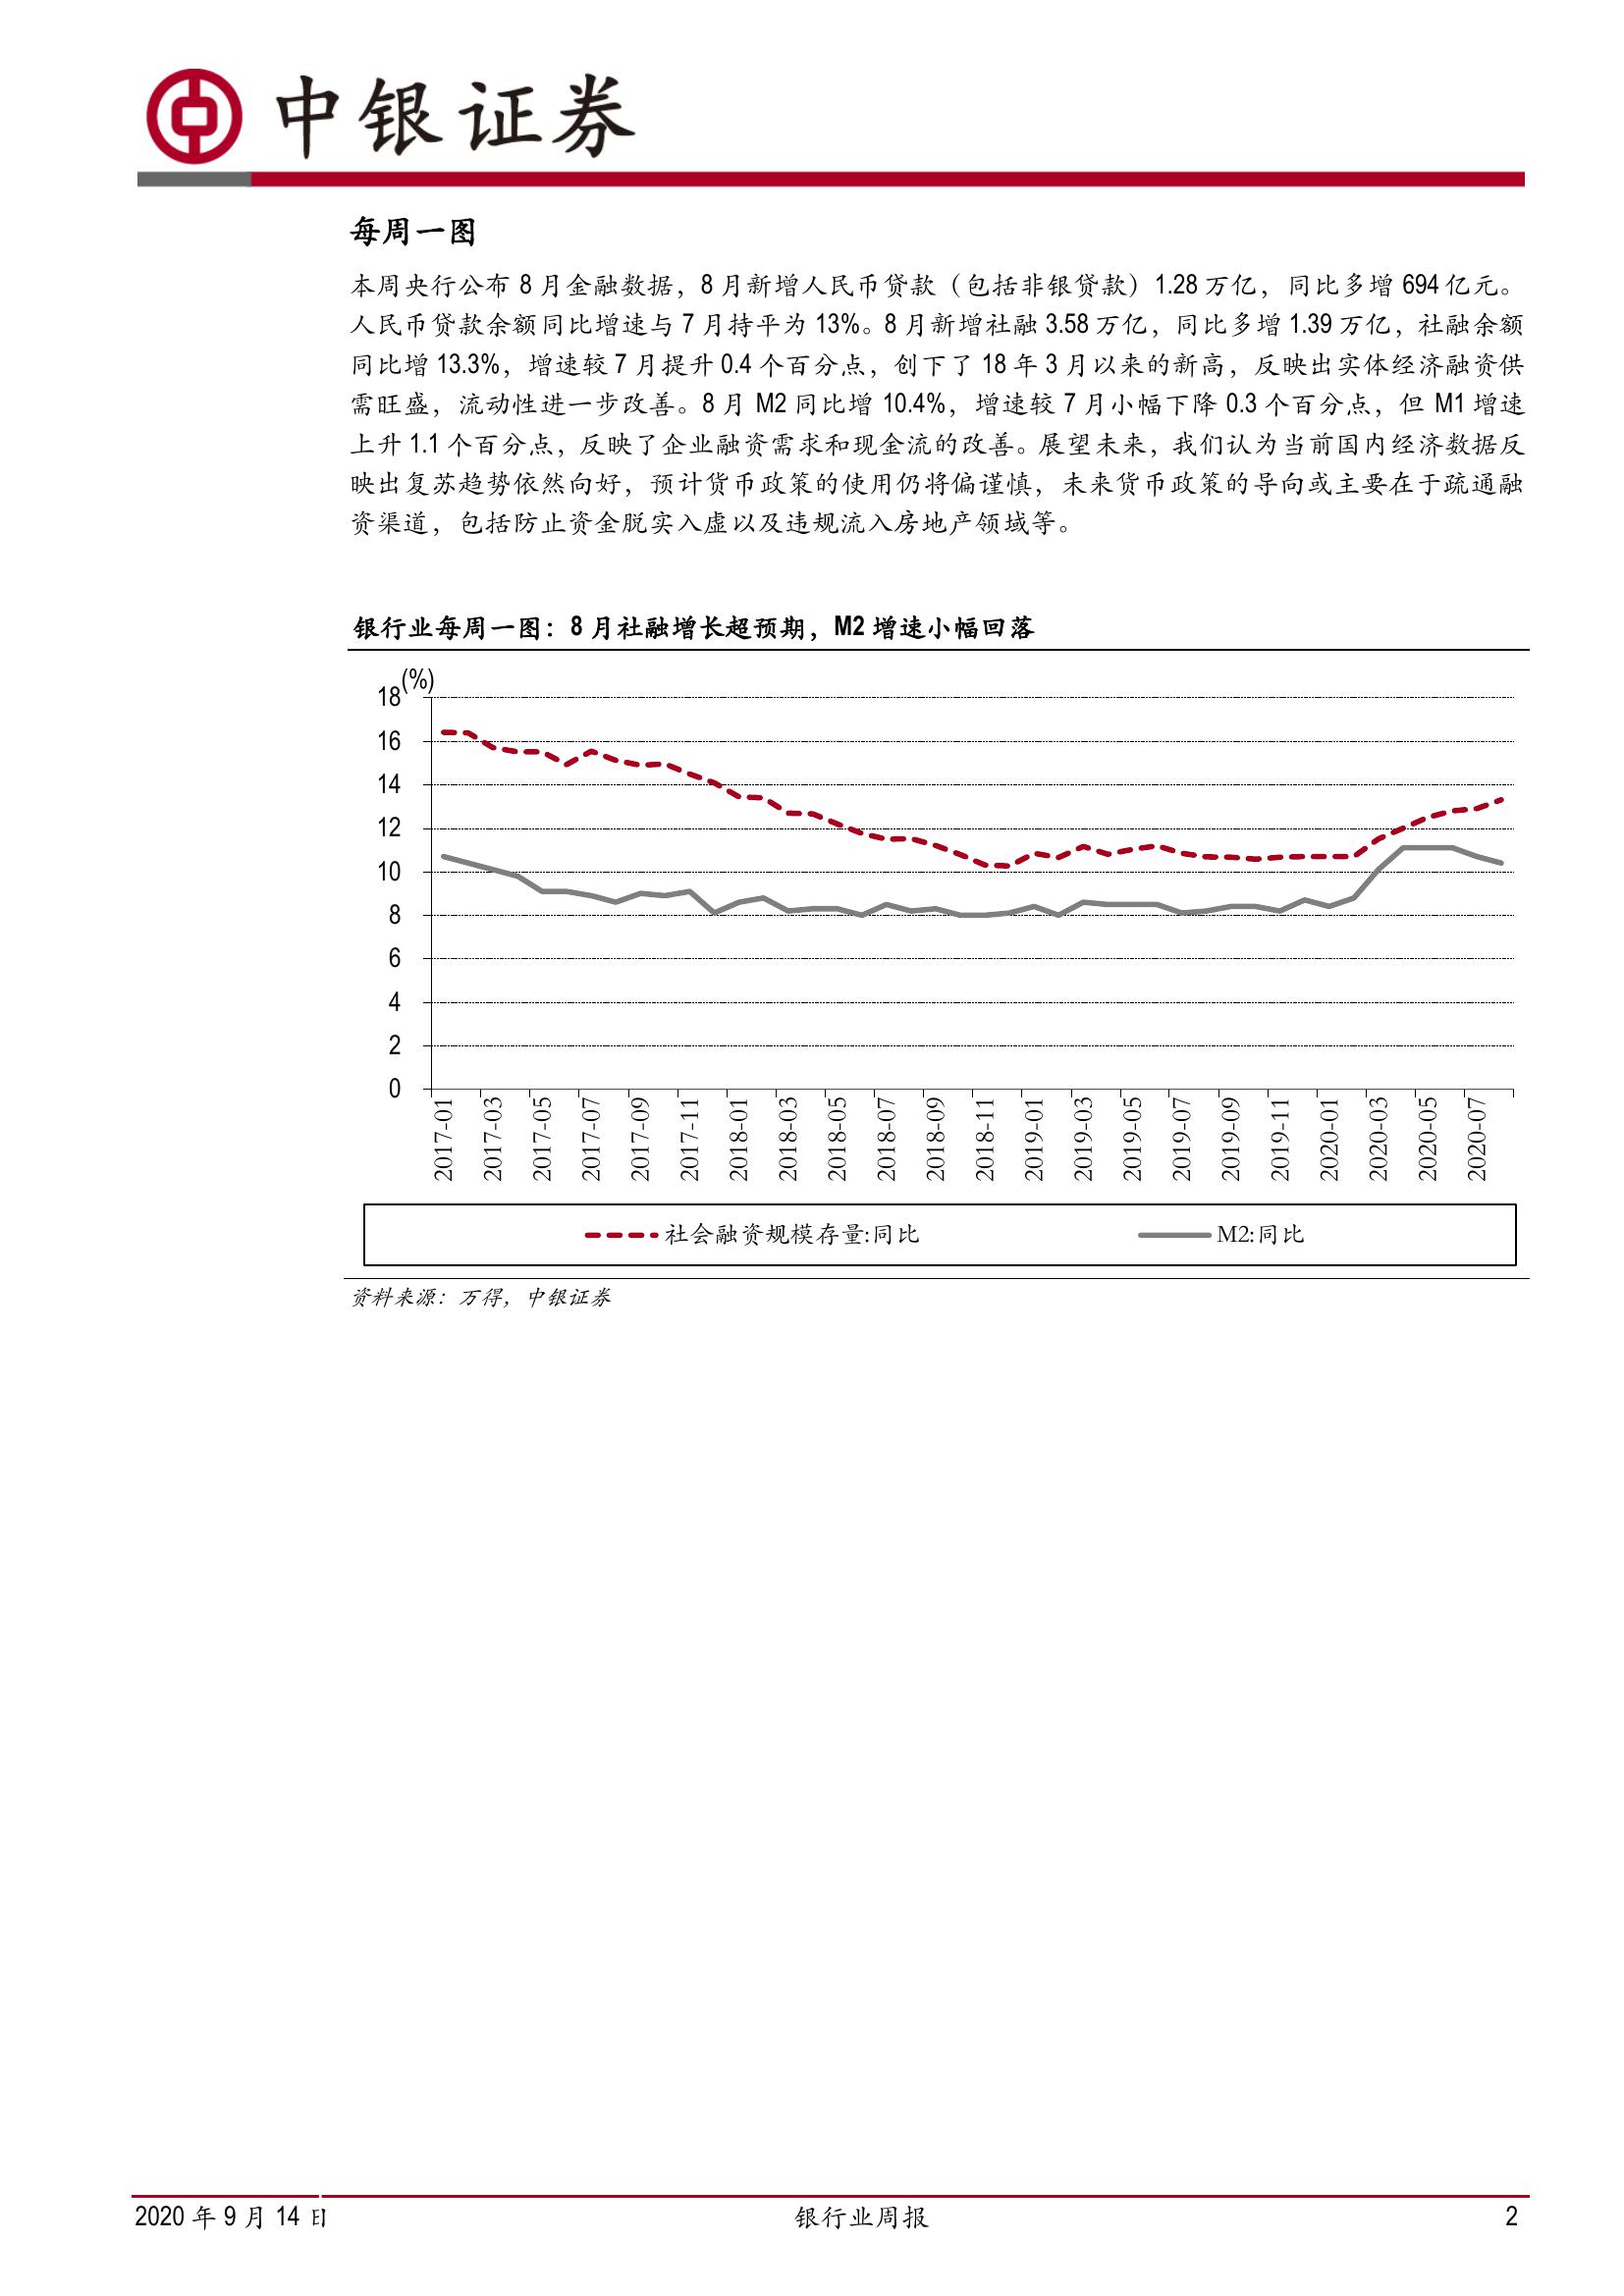 中银证券
每周一图
本周央行公布 8 月金融数据，8 月新增人民币贷款（包括非银贷款）1.28 万亿，同比多增 694 亿元。
人民币贷款余额同比增速与 7 月持平为 13%。8 月新增社融 3.58 万亿，同比多增 1.39 万亿，社融余额
同比增 13.3%，增速较 7 月提升 0.4 个百分点，创下了 18 年 3 月以来的新高，反映出实体经济融资供
需旺盛，流动性进一步改善。8 月 M2 同比增 10.4%，增速较 7 月小幅下降 0.3 个百分点，但 M1 增速
上升 1.1 个百分点，反映了企业融资需求和现金流的改善。展望未来，我们认为当前国内经济数据反
映出复苏趋势依然向好，预计货币政策的使用仍将偏谨慎，未来货币政策的导向或主要在于疏通融
资渠道，包括防止资金脱实入虚以及违规流入房地产领域等。
银行业每周一图：8 月社融增长超预期，M2 增速小幅回落
(%)
18
16
14
12
10
8
6
4
2
0
2017-01
2017-03
2017-05
2017-07
2017-09
2017-11
2018-01
2018-03
2018-05
2018-07
2018-09
2018-11
2019-01
2019-03
2019-05
2019-07
2019-09
2019-11
2020-01
2020-03
2020-05
2020-07
社会融资规模存量:同比 M2:同比
资料来源：万得，中银证券
2020 年 9 月 14 日 银行业周报 2